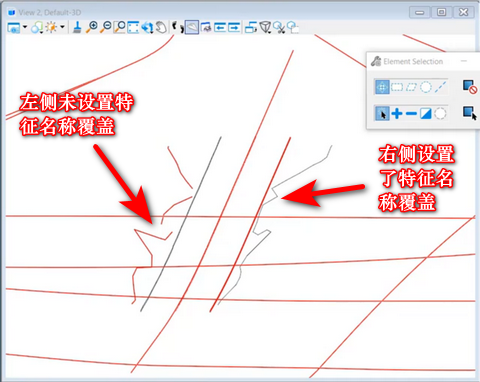 View 2, Default-3D
Element Selection
左侧未设置特
征名称覆盖
右侧设置
了特征名
称覆盖